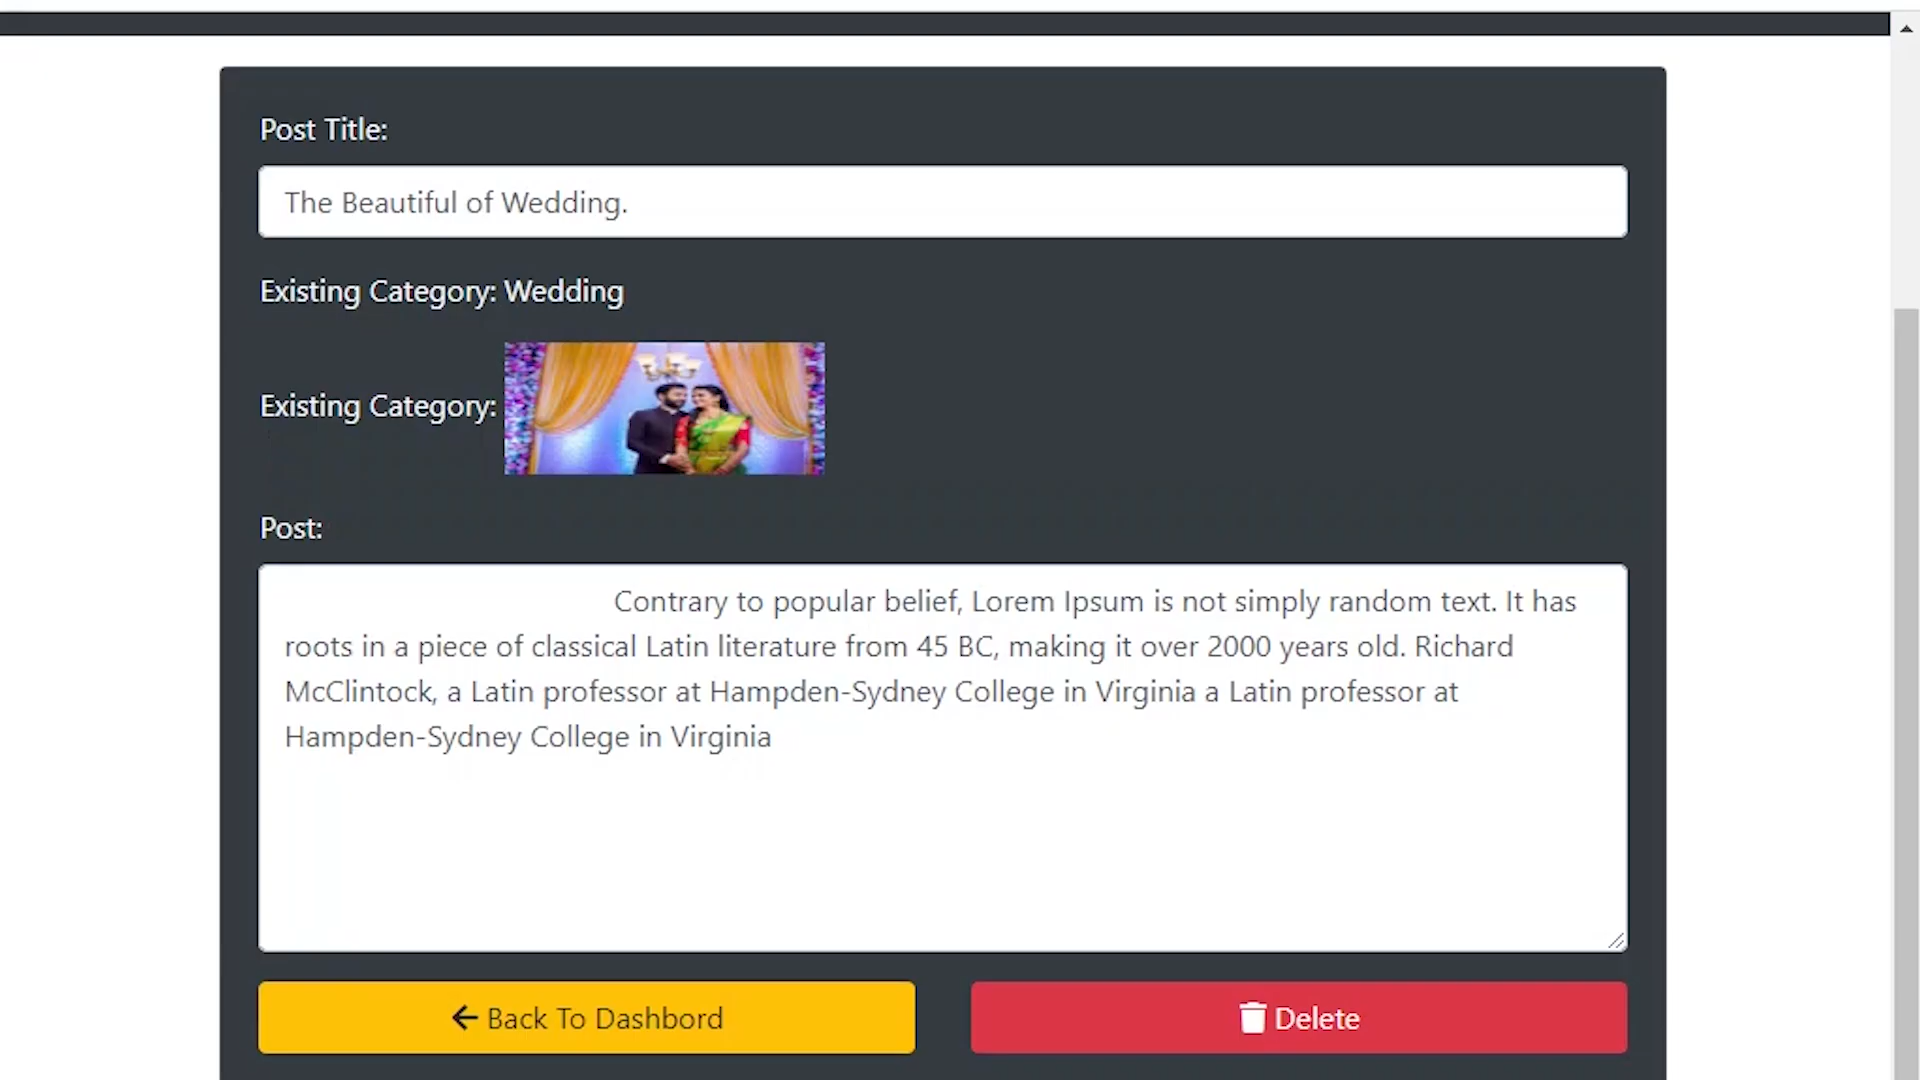 Post Title:
The Beautiful of Wedding.
Existing Category: Wedding
Existing Category:
Post:
Contrary to popular belief, Lorem Ipsum is not simply random text. It has
roots in a piece of classical Latin literature from 45 BC, making it over 2000 years old. Richard
McClintock, a Latin professor at Hampden-Sydney College in Virginia a Latin professor at
Hampden-Sydney College in Virginia
Back To Dashbord
Delete